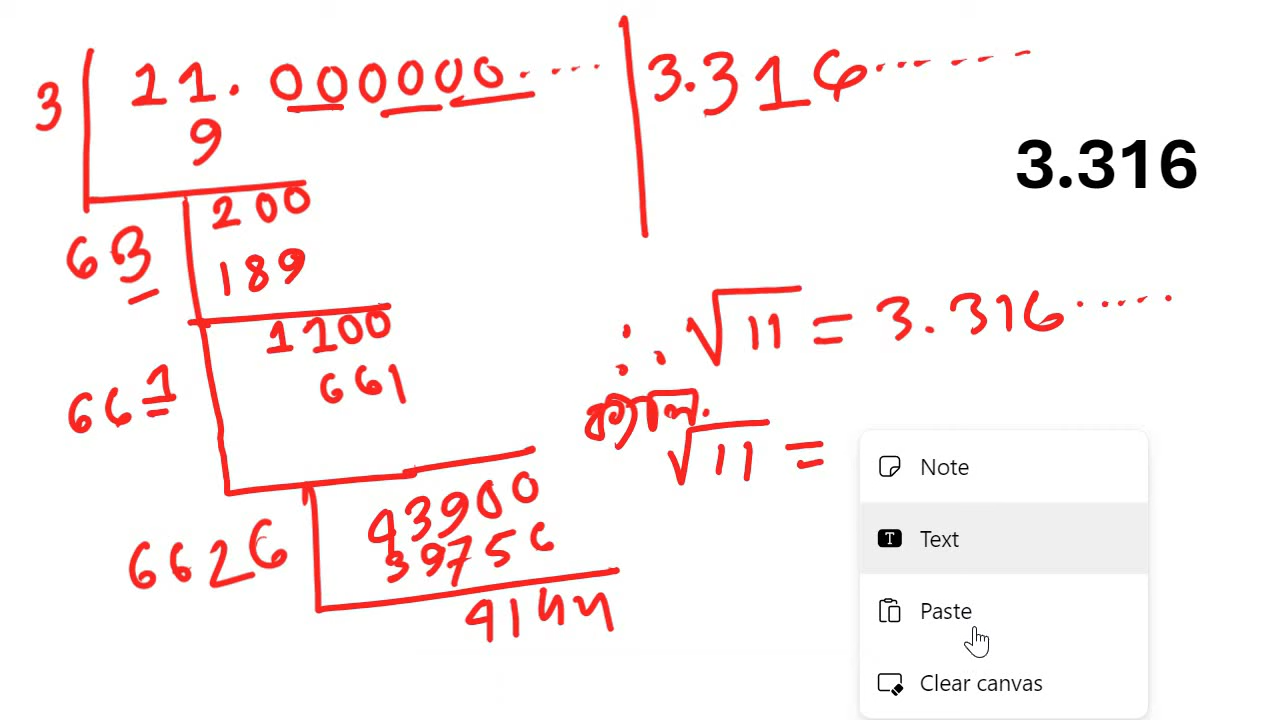 3 11.000000.... 3.316.......
9
3.316
200
63
189
1100
661
661
∴ √11 = 3.316.....
√11 =
43900
6626
39756
4144
Note
Text
Paste
Clear canvas